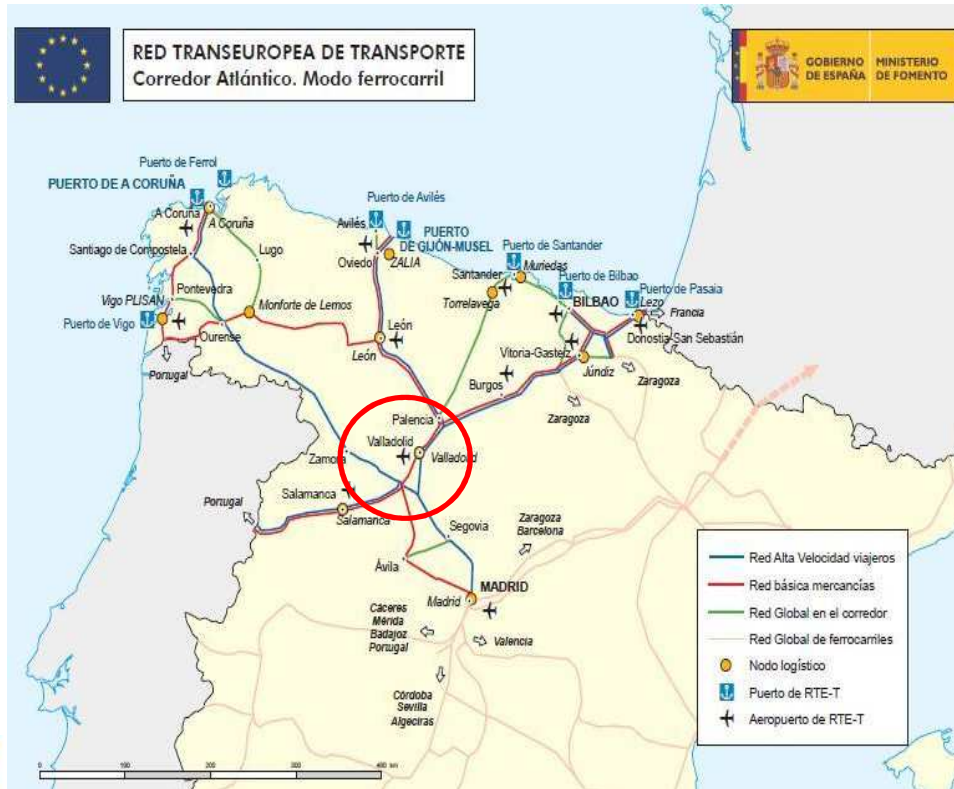 RED TRANSEUROPEA DE TRANSPORTE
Corredor Atlántico. Modo ferrocarril
GOBIERNO
DE ESPAÑA
MINISTERIO
DE FOMENTO
Puerto de Ferrol
PUERTO DE A CORUÑA
A Coruña
A Coruña
Santiago de Compostela
Lugo
Pontevedra
Vigo PLISAN
Puerto de Vigo
Monforte de Lemos
Ourense
Portugal
Puerto de Avilés
Avilés
PUERTO
DE GIJÓN-MUSEL
Oviedo
ZALIA
León
León
Puerto de Santander
Santander
Muriedas
Torrelavega
Puerto de Bilbao
BILBAO
Puerto de Pasaia
Lezo
Francia
Donostia-San Sebastián
Vitoria-Gasteiz
Júndiz
Zaragoza
Burgos
Zaragoza
Palencia
Valladolid
Valladolid
Zamora
Salamanca
Salamanca
Portugal
Segovia
Ávila
Zaragoza
Barcelona
MADRID
Madrid
Cáceres
Mérida
Badajoz
Portugal
Valencia
Córdoba
Sevilla
Algeciras
Red Alta Velocidad viajeros
Red básica mercancías
Red Global en el corredor
Red Global de ferrocarriles
Nodo logístico
Puerto de RTE-T
Aeropuerto de RTE-T
0 100 200 300 400 km